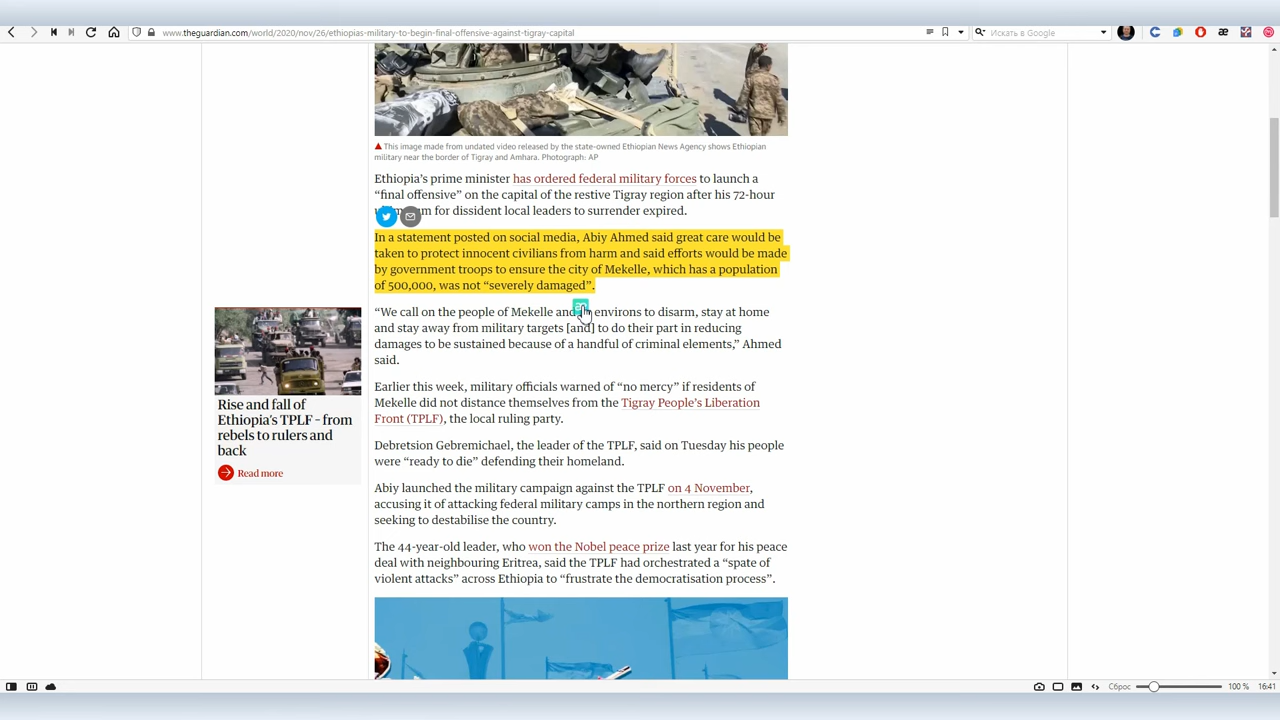 www.theguardian.com/world/2020/nov/26/ethiopias-military-to-begin-final-offensive-against-tigray-capital
Искать в Google
This image made from undated video released by the state-owned Ethiopian News Agency shows Ethiopian
military near the border of Tigray and Amhara. Photograph: AP
Ethiopia’s prime minister has ordered federal military forces to launch a
“final offensive” on the capital of the restive Tigray region after his 72-hour
for dissident local leaders to surrender expired.
In a statement posted on social media, Abiy Ahmed said great care would be
taken to protect innocent civilians from harm and said efforts would be made
by government troops to ensure the city of Mekelle, which has a population
of 500,000, was not “severely damaged”.
“We call on the people of Mekelle and environs to disarm, stay at home
and stay away from military targets [and] to do their part in reducing
damages to be sustained because of a handful of criminal elements,” Ahmed
said.
Earlier this week, military officials warned of “no mercy” if residents of
Mekelle did not distance themselves from the Tigray People’s Liberation
Front (TPLF), the local ruling party.
Debretsion Gebremichael, the leader of the TPLF, said on Tuesday his people
were “ready to die” defending their homeland.
Abiy launched the military campaign against the TPLF on 4 November,
accusing it of attacking federal military camps in the northern region and
seeking to destabilise the country.
The 44-year-old leader, who won the Nobel peace prize last year for his peace
deal with neighbouring Eritrea, said the TPLF had orchestrated a “spate of
violent attacks” across Ethiopia to “frustrate the democratisation process”.
Rise and fall of
Ethiopia’s TPLF – from
rebels to rulers and
back
Read more
Сброс
100 %
16:41